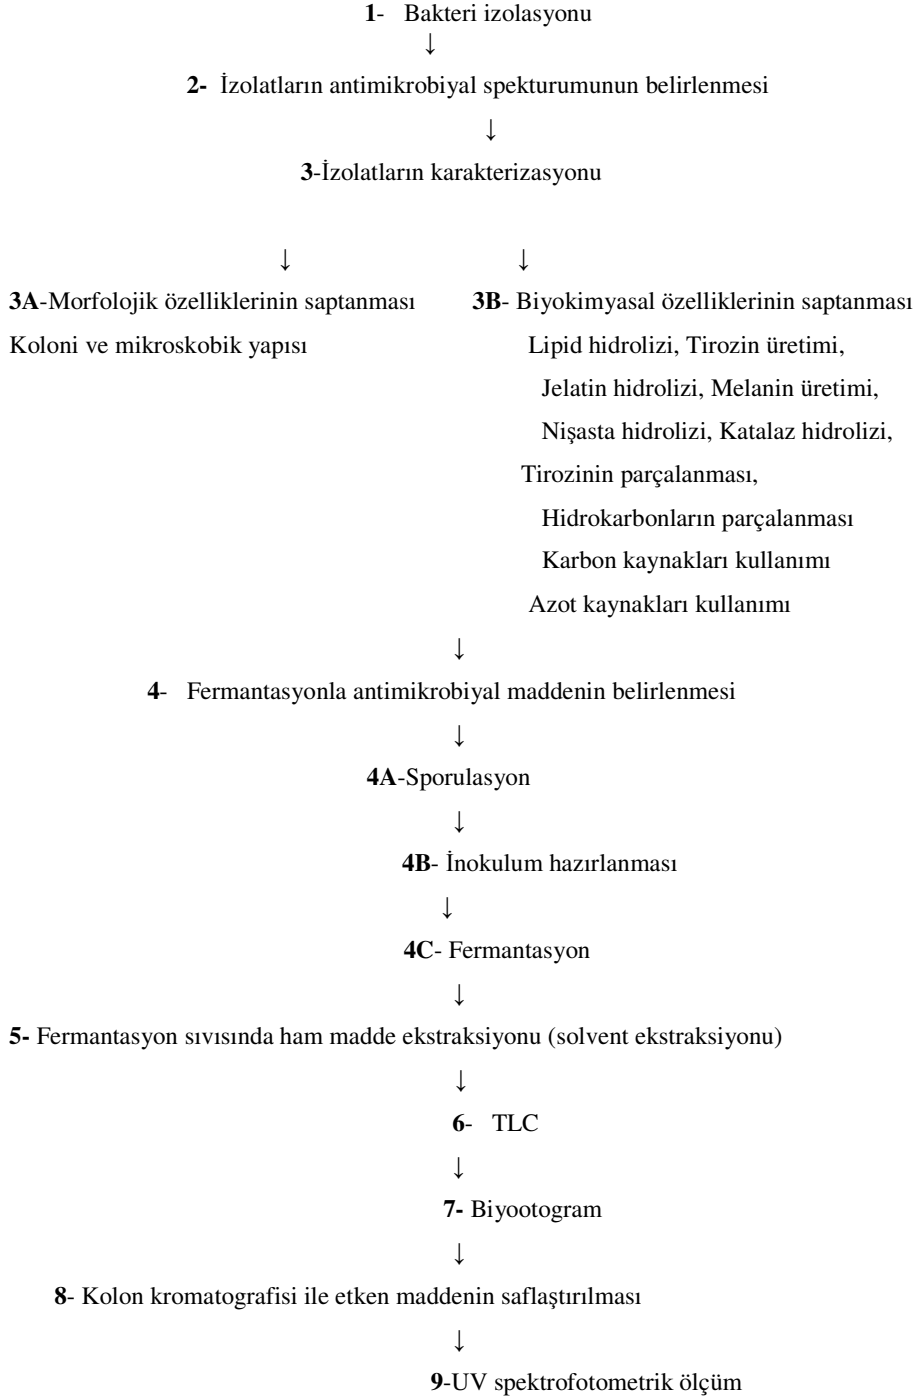 1- Bakteri izolasyonu
↓
2- İzolatların antimikrobiyal spekturumunun belirlenmesi
↓
3-İzolatların karakterizasyonu
↓ ↓
3A-Morfolojik özelliklerinin saptanması 3B- Biyokimyasal özelliklerinin saptanması
Koloni ve mikroskobik yapısı Lipid hidrolizi, Tirozin üretimi,
Jelatin hidrolizi, Melanin üretimi,
Nişasta hidrolizi, Katalaz hidrolizi,
Tirozinin parçalanması,
Hidrokarbonların parçalanması
Karbon kaynakları kullanımı
Azot kaynakları kullanımı
↓
4- Fermantasyonla antimikrobiyal maddenin belirlenmesi
↓
4A-Sporulasyon
↓
4B- İnokulum hazırlanması
↓
4C- Fermantasyon
↓
5- Fermantasyon sıvısında ham madde ekstraksiyonu (solvent ekstraksiyonu)
↓
6- TLC
↓
7- Biyootogram
↓
8- Kolon kromatografisi ile etken maddenin saflaştırılması
↓
9-UV spektrofotometrik ölçüm